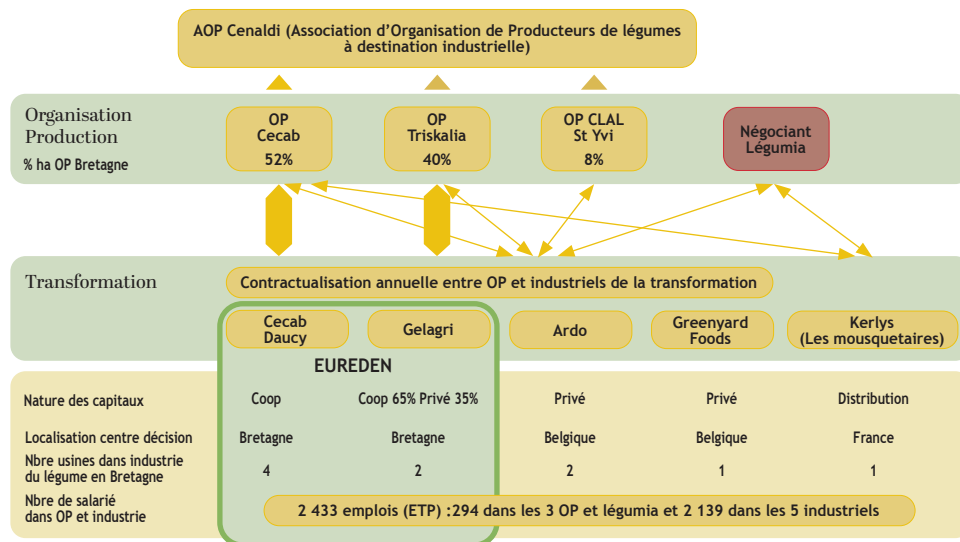 AOP Cenaldi (Association d’Organisation de Producteurs de légumes
à destination industrielle)
Organisation
Production
% ha OP Bretagne
OP
Cecab
52%
OP
Triskalia
40%
OP CLAL
St Yvi
8%
Négociant
Légumia
Transformation
Contractualisation annuelle entre OP et industriels de la transformation
Cecab
Daucy
Gelagri
Ardo
Greenyard
Foods
Kerlys
(Les mousquetaires)
EUREDEN
Nature des capitaux
Coop
Coop 65% Privé 35%
Privé
Privé
Distribution
Localisation centre décision
Bretagne
Bretagne
Belgique
Belgique
France
Nbre usines dans industrie
du légume en Bretagne
4
2
2
1
1
Nbre de salarié
dans OP et industrie
2 433 emplois (ETP) :294 dans les 3 OP et légumia et 2 139 dans les 5 industriels